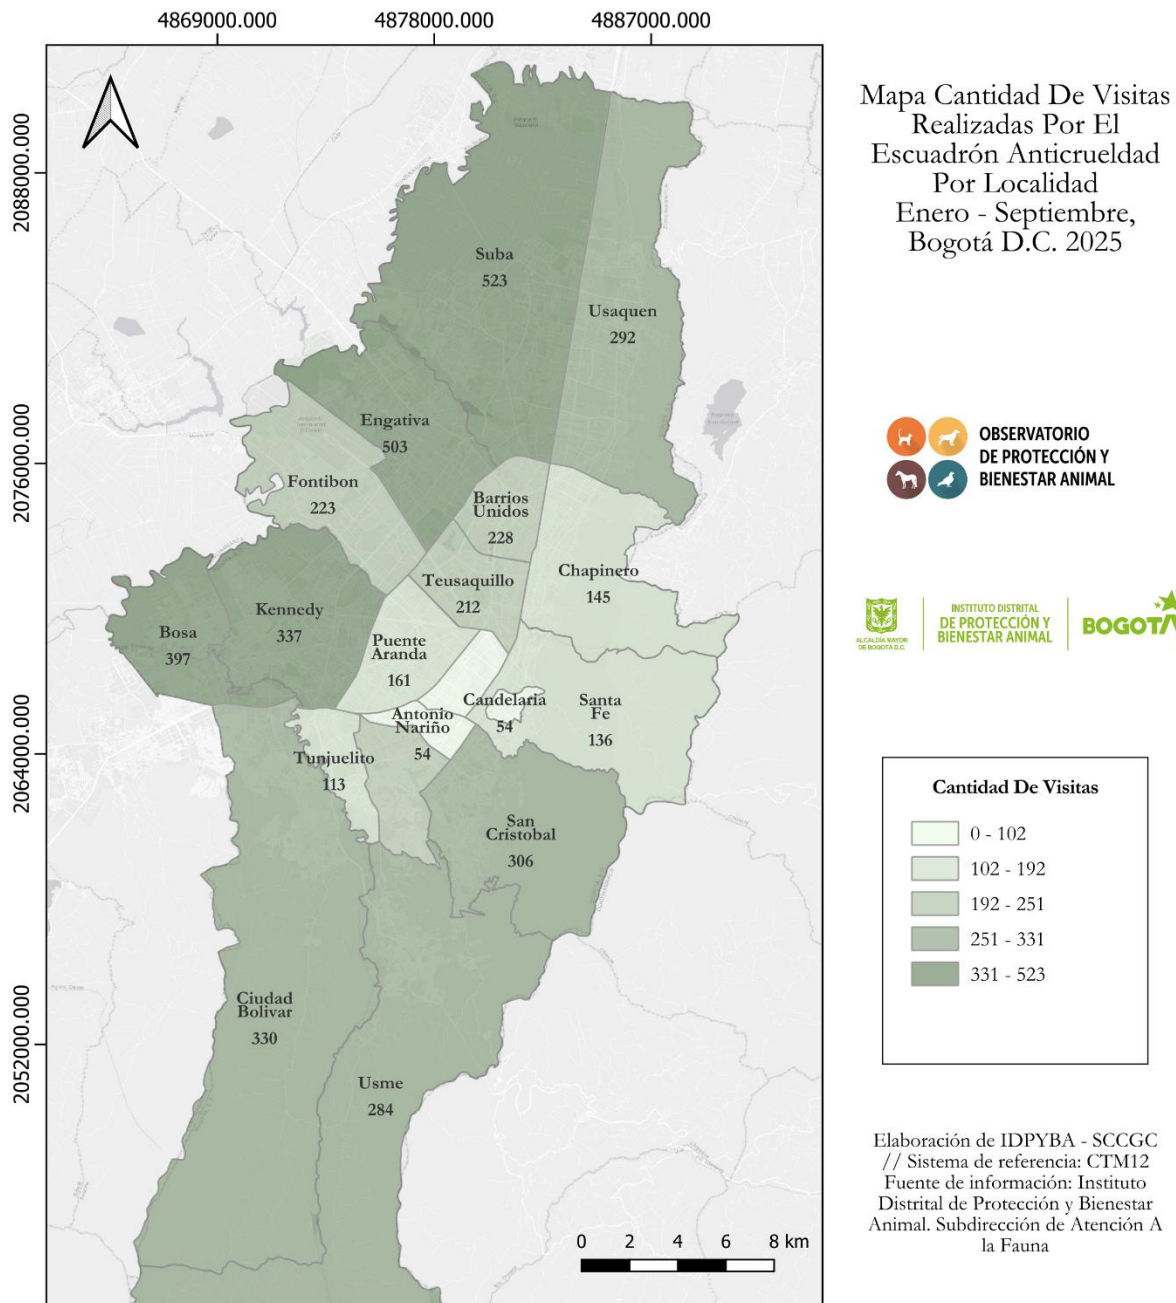 4869000.000
4878000.000
4887000.000
2088000.000
2076000.000
2064000.000
2052000.000
Mapa Cantidad De Visitas
Realizadas Por El
Escuadrón Anticrueldad
Por Localidad
Enero - Septiembre,
Bogotá D.C. 2025
Suba
523
Usaquen
292
Engativa
503
Fontibon
223
Barrios
Unidos
228
Teusaquillo
212
Chapinero
145
Kennedy
337
Bosa
397
Puente
Aranda
161
Candelaria
54
Santa
Fe
136
Antonio
Nariño
54
Tunjuelito
113
San
Cristobal
306
Ciudad
Bolivar
330
Usme
284
0 2 4 6 8 km
OBSERVATORIO
DE PROTECCIÓN Y
BIENESTAR ANIMAL
ALCALDÍA MAYOR
DE BOGOTÁ D.C.
INSTITUTO DISTRITAL
DE PROTECCIÓN Y
BIENESTAR ANIMAL
BOGOTÁ
Cantidad De Visitas
0 - 102
102 - 192
192 - 251
251 - 331
331 - 523
Elaboración de IDPYBA - SCCGC
// Sistema de referencia: CTM12
Fuente de información: Instituto
Distrital de Protección y Bienestar
Animal. Subdirección de Atención A
la Fauna